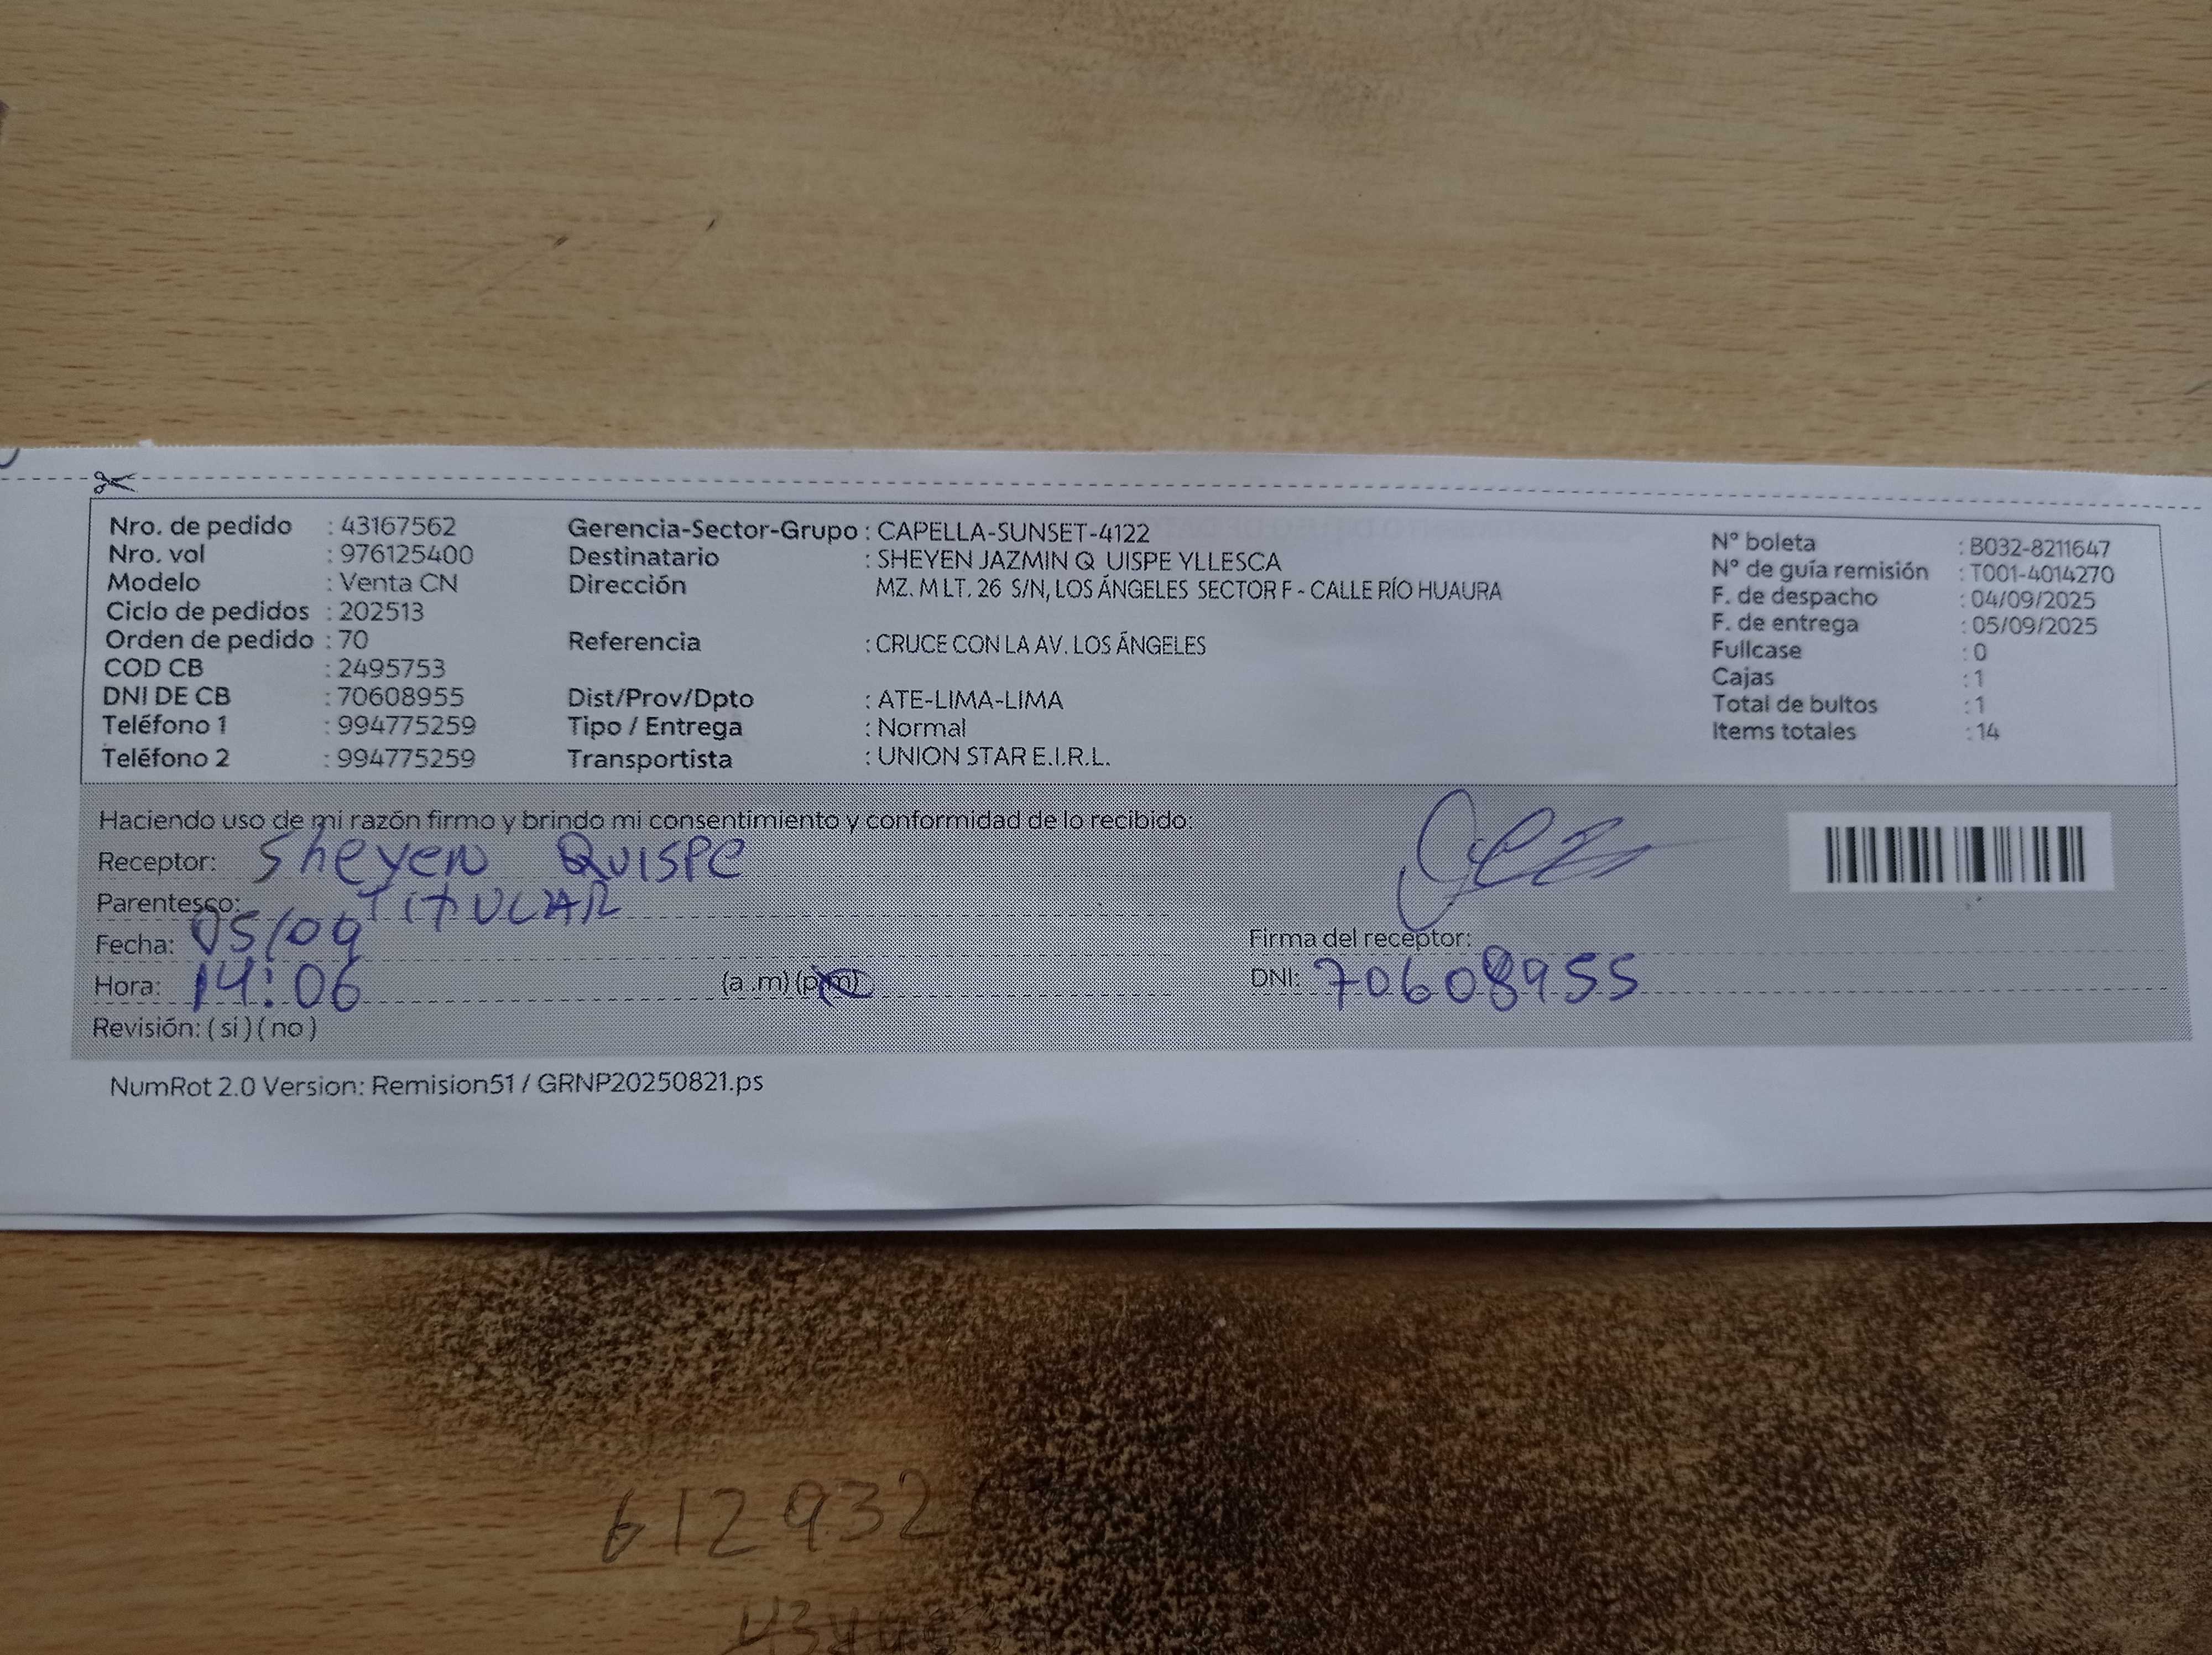 Nro. de pedido : 43167562
Nro. vol : 976125400
Modelo : Venta CN
Ciclo de pedidos : 202513
Orden de pedido : 70
COD CB : 2495753
DNI DE CB : 70608955
Teléfono 1 : 994775259
Teléfono 2 : 994775259
Gerencia-Sector-Grupo : CAPELLA-SUNSET-4122
Destinatario : SHEYEN JAZMIN Q UISPE YLLESCA
Dirección MZ. M LT. 26 S/N, LOS ÁNGELES SECTOR F - CALLE RÍO HUAURA
Referencia : CRUCE CON LA AV. LOS ÁNGELES
Dist/Prov/Dpto : ATE-LIMA-LIMA
Tipo / Entrega : Normal
Transportista : UNION STAR E.I.R.L.
N° boleta : B032-8211647
N° de guía remisión : T001-4014270
F. de despacho : 04/09/2025
F. de entrega : 05/09/2025
Fullcase : 0
Cajas : 1
Total de bultos : 1
Items totales : 14
Haciendo uso de mi razón firmo y brindo mi consentimiento y conformidad de lo recibido:
Receptor: Sheyen QUISPE
Parentesco: TITULAR
Fecha: 05/09
Hora: 14:06 (a .m) (p.m)
Revisión: ( si ) ( no )
Firma del receptor:
DNI: 70608955
NumRot 2.0 Version: Remision51 / GRNP20250821.ps
612932